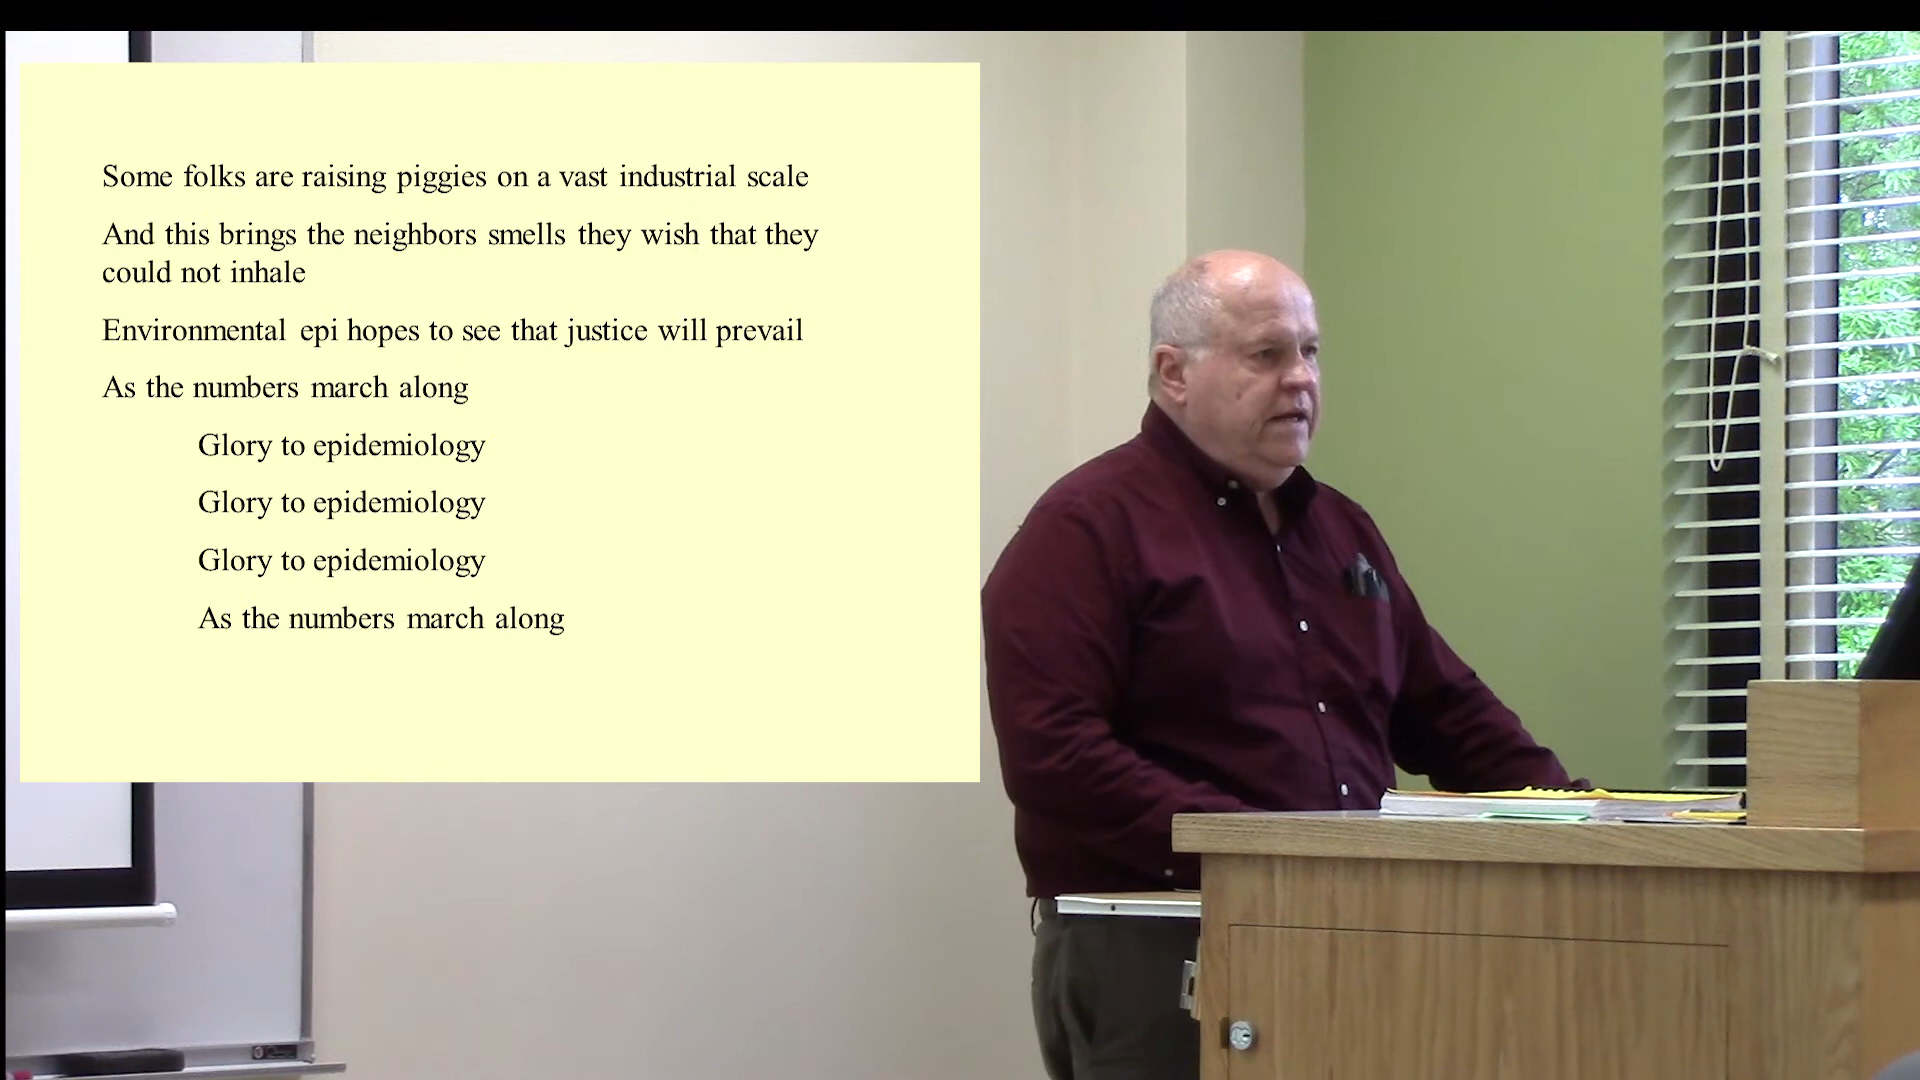 Some folks are raising piggies on a vast industrial scale
And this brings the neighbors smells they wish that they
could not inhale
Environmental epi hopes to see that justice will prevail
As the numbers march along
Glory to epidemiology
Glory to epidemiology
Glory to epidemiology
As the numbers march along